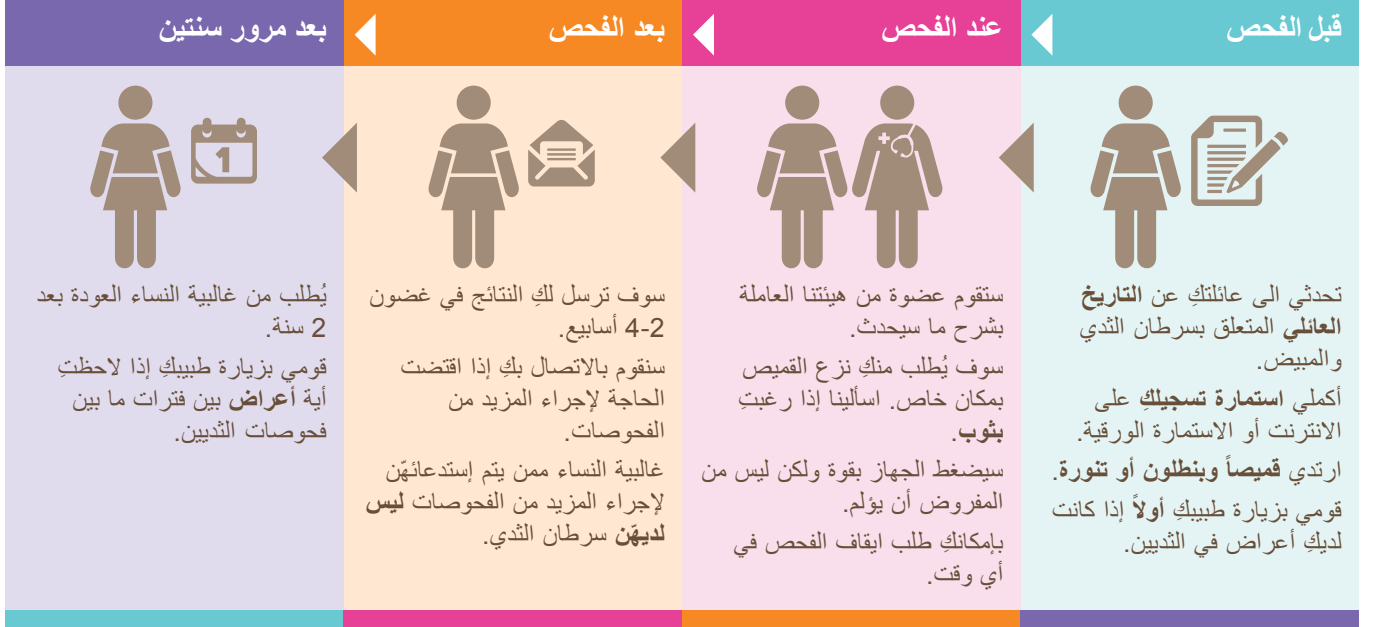 قبل الفحص
تحدثي الى عائلتكِ عن التاريخ
العائلي المتعلق بسرطان الثدي
والمبيض.
أكملي استمارة تسجيلكِ على
الانترنت أو الاستمارة الورقية.
ارتدي قميصاً وبنطلون أو تنورة.
قومي بزيارة طبيبكِ أولاً إذا كانت
لديكِ أعراض في الثديين.
عند الفحص
ستقوم عضوة من هيئتنا العاملة
بشرح ما سيحدث.
سوف يُطلب منكِ نزع القميص
بمكان خاص. اسألينا إذا رغبتِ
بثوب.
سيضغط الجهاز بقوة ولكن ليس من
المفروض أن يؤلم.
بإمكانكِ طلب ايقاف الفحص في
أي وقت.
بعد الفحص
سوف ترسل لكِ النتائج في غضون
2-4 أسابيع.
سنقوم بالاتصال بكِ إذا اقتضت
الحاجة لإجراء المزيد من
الفحوصات.
غالبية النساء ممن يتم إستدعائهّن
لإجراء المزيد من الفحوصات ليس
لديهّن سرطان الثدي.
بعد مرور سنتين
1
يُطلب من غالبية النساء العودة بعد
2 سنة.
قومي بزيارة طبيبكِ إذا لاحظتِ
أية أعراض بين فترات ما بين
فحوصات الثديين.